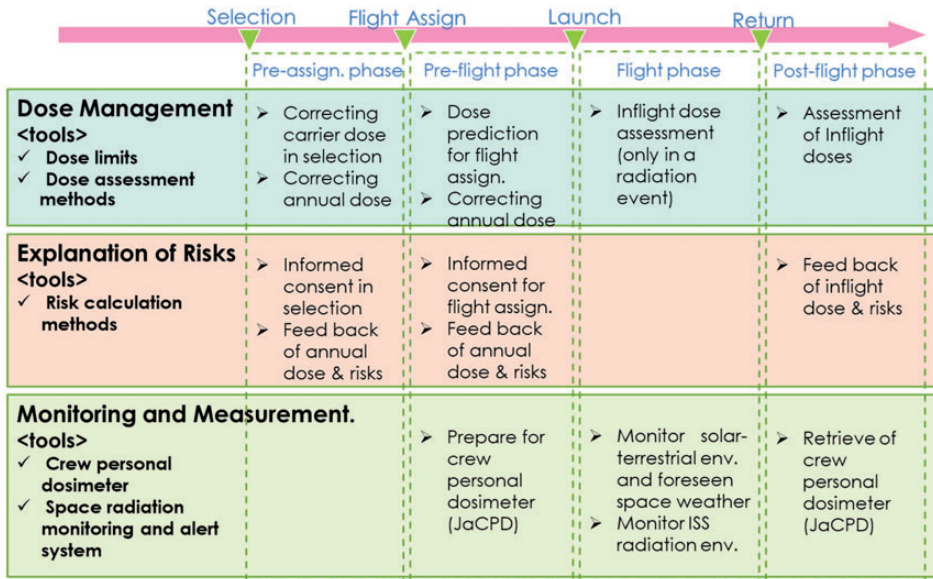 Selection
Flight Assign
Launch
Return
Pre-assign. phase
Pre-flight phase
Flight phase
Post-flight phase
Dose Management
<tools>
✓ Dose limits
✓ Dose assessment
methods
➢ Correcting
carrier dose
in selection
➢ Correcting
annual dose
➢ Dose
prediction
for flight
assign.
➢ Correcting
annual dose
➢ Inflight dose
assessment
(only in a
radiation
event)
➢ Assessment
of Inflight
doses
Explanation of Risks
<tools>
✓ Risk calculation
methods
➢ Informed
consent in
selection
➢ Feed back
of annual
dose & risks
➢ Informed
consent for
flight assign.
➢ Feed back
of annual
dose & risks
➢ Feed back
of inflight
dose & risks
Monitoring and Measurement.
<tools>
✓ Crew personal
dosimeter
✓ Space radiation
monitoring and alert
system
➢ Prepare for
crew
personal
dosimeter
(JaCPD)
➢ Monitor solar-
terrestrial env.
and foreseen
space weather
➢ Monitor ISS
radiation env.
➢ Retrieve of
crew
personal
dosimeter
(JaCPD)